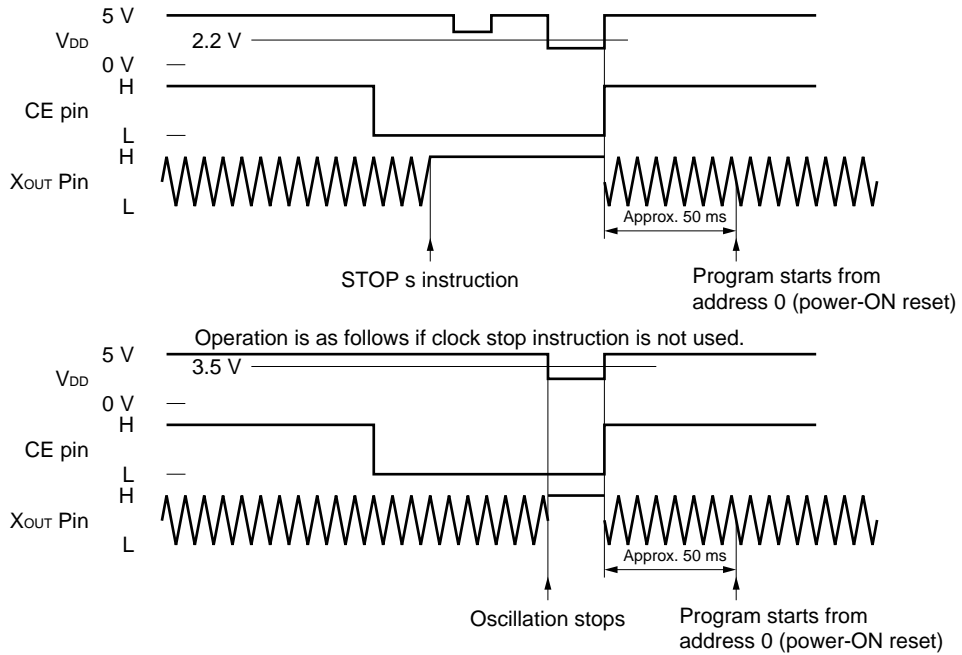 5 V
VDD
2.2 V
0 V
H
CE pin
L
H
XOUT Pin
L
Approx. 50 ms
STOP s instruction
Program starts from
address 0 (power-ON reset)
Operation is as follows if clock stop instruction is not used.
5 V
3.5 V
VDD
0 V
H
CE pin
L
H
XOUT Pin
L
Approx. 50 ms
Oscillation stops
Program starts from
address 0 (power-ON reset)